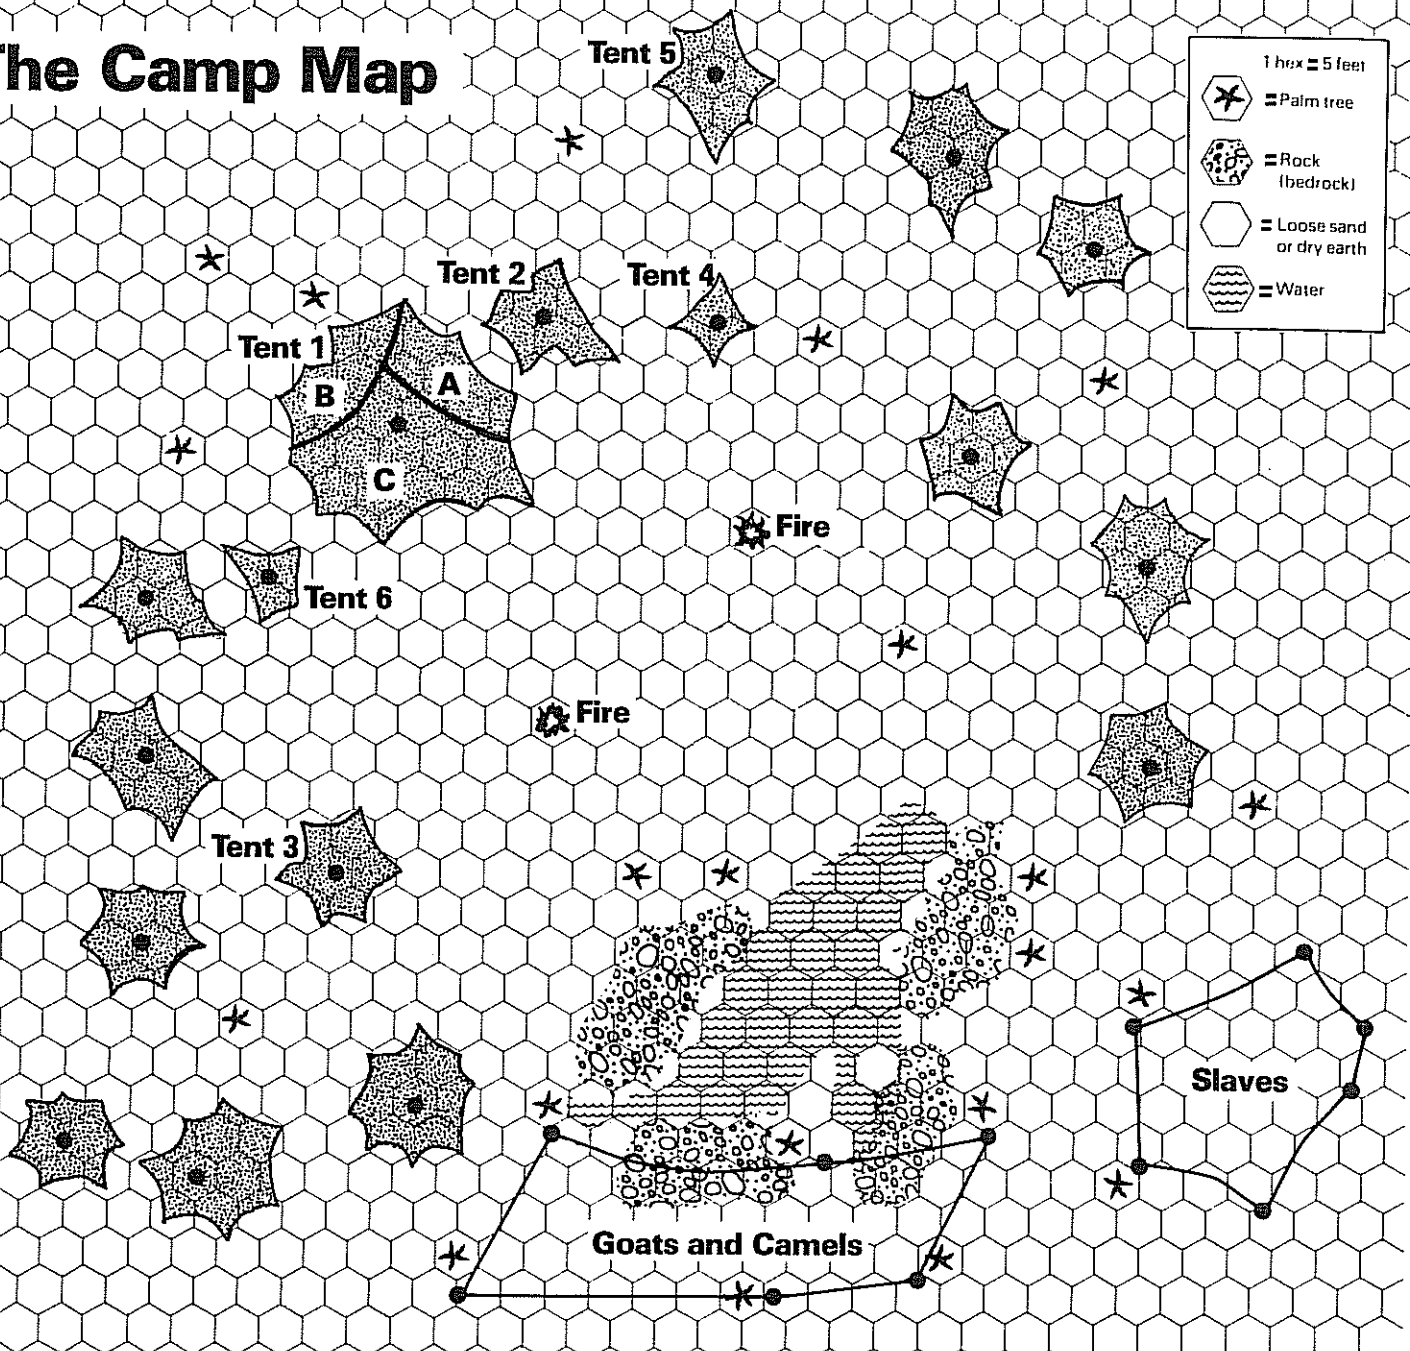 The Camp Map
Tent 5
1 hex = 5 feet
= Palm tree
= Rock
(bedrock)
= Loose sand
or dry earth
= Water
Tent 2
Tent 4
Tent 1
B
A
C
Fire
Tent 6
Fire
Tent 3
Slaves
Goats and Camels